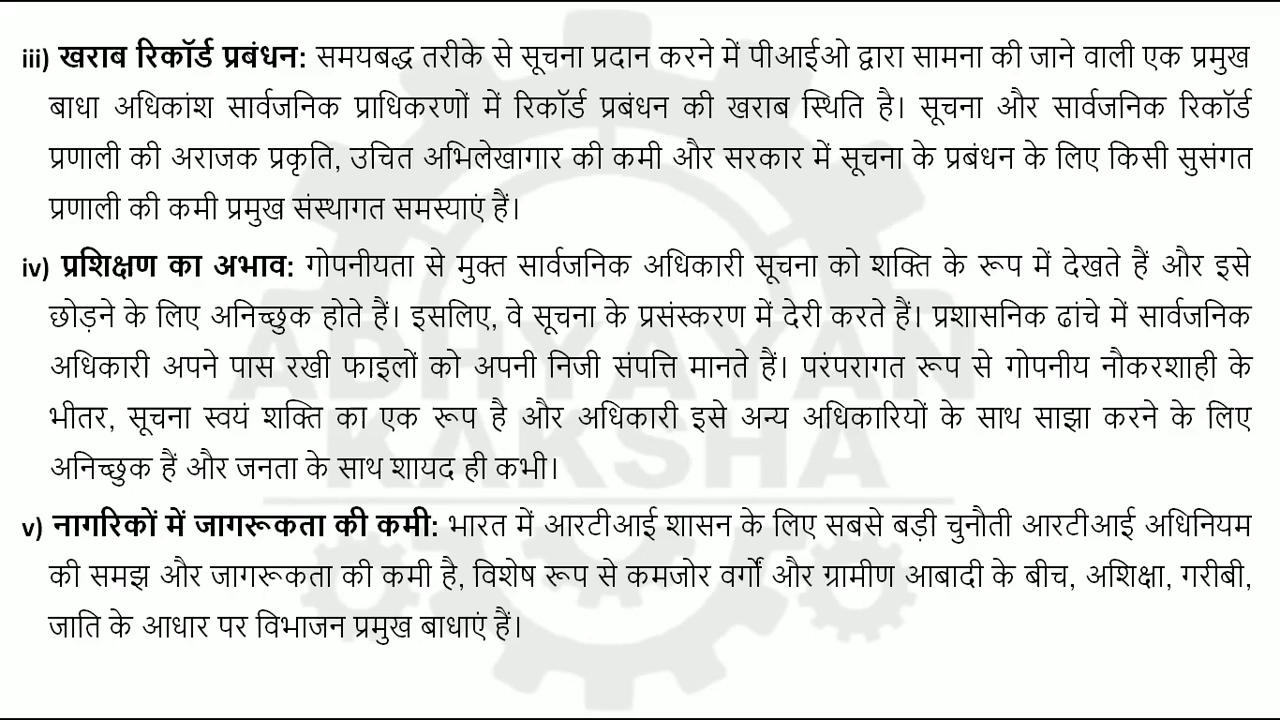 iii) खराब रिकॉर्ड प्रबंधन: समयबद्ध तरीके से सूचना प्रदान करने में पीआईओ द्वारा सामना की जाने वाली एक प्रमुख
बाधा अधिकांश सार्वजनिक प्राधिकरणों में रिकॉर्ड प्रबंधन की खराब स्थिति है। सूचना और सार्वजनिक रिकॉर्ड
प्रणाली की अराजक प्रकृति, उचित अभिलेखागार की कमी और सरकार में सूचना के प्रबंधन के लिए किसी सुसंगत
प्रणाली की कमी प्रमुख संस्थागत समस्याएं हैं।
iv) प्रशिक्षण का अभाव: गोपनीयता से मुक्त सार्वजनिक अधिकारी सूचना को शक्ति के रूप में देखते हैं और इसे
छोड़ने के लिए अनिच्छुक होते हैं। इसलिए, वे सूचना के प्रसंस्करण में देरी करते हैं। प्रशासनिक ढांचे में सार्वजनिक
अधिकारी अपने पास रखी फाइलों को अपनी निजी संपत्ति मानते हैं। परंपरागत रूप से गोपनीय नौकरशाही के
भीतर, सूचना स्वयं शक्ति का एक रूप है और अधिकारी इसे अन्य अधिकारियों के साथ साझा करने के लिए
अनिच्छुक हैं और जनता के साथ शायद ही कभी।
v) नागरिकों में जागरूकता की कमी: भारत में आरटीआई शासन के लिए सबसे बड़ी चुनौती आरटीआई अधिनियम
की समझ और जागरूकता की कमी है, विशेष रूप से कमजोर वर्गों और ग्रामीण आबादी के बीच, अशिक्षा, गरीबी,
जाति के आधार पर विभाजन प्रमुख बाधाएं हैं।
ADHYAYAN
KAKSHA